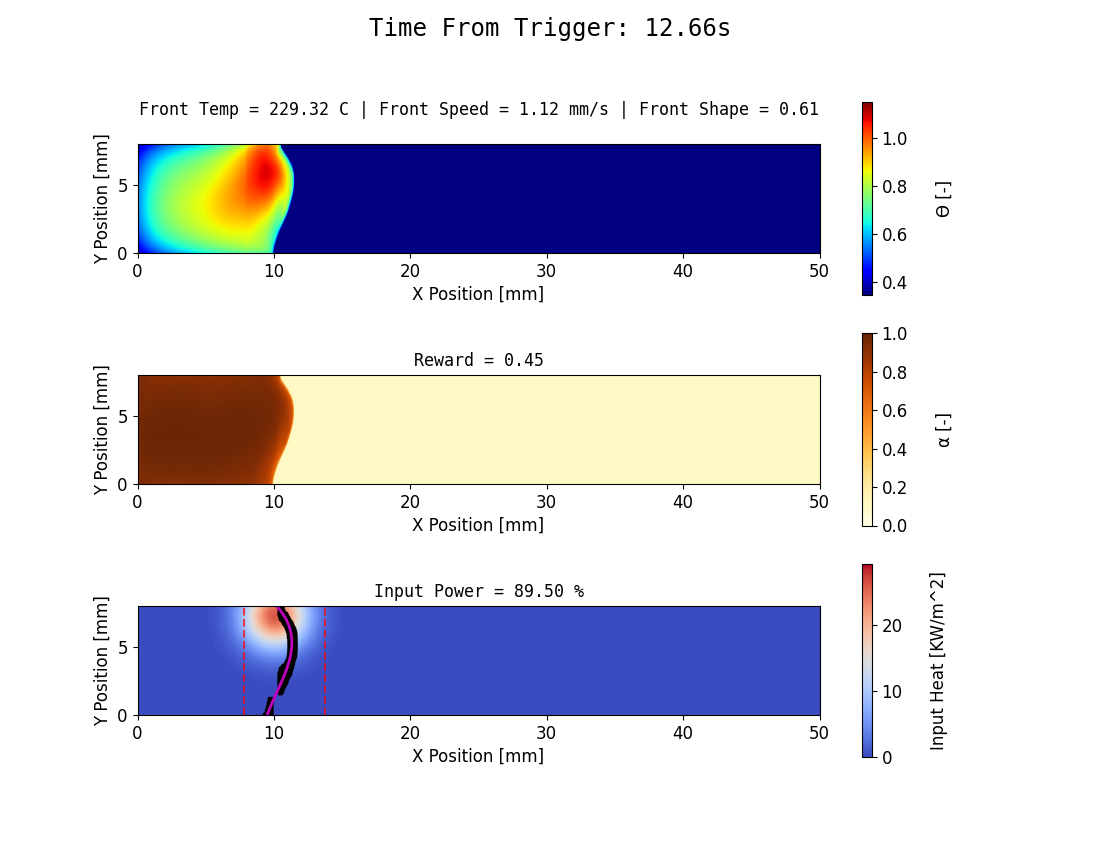 Time From Trigger: 12.66s
Front Temp = 229.32 C | Front Speed = 1.12 mm/s | Front Shape = 0.61
Y Position [mm]
5
0
0 10 20 30 40 50
X Position [mm]
1.0
0.8
0.6
0.4
Θ [-]
Reward = 0.45
Y Position [mm]
5
0
0 10 20 30 40 50
X Position [mm]
1.0
0.8
0.6
0.4
0.2
0.0
α [-]
Input Power = 89.50 %
Y Position [mm]
5
0
0 10 20 30 40 50
X Position [mm]
20
10
0
Input Heat [KW/m^2]